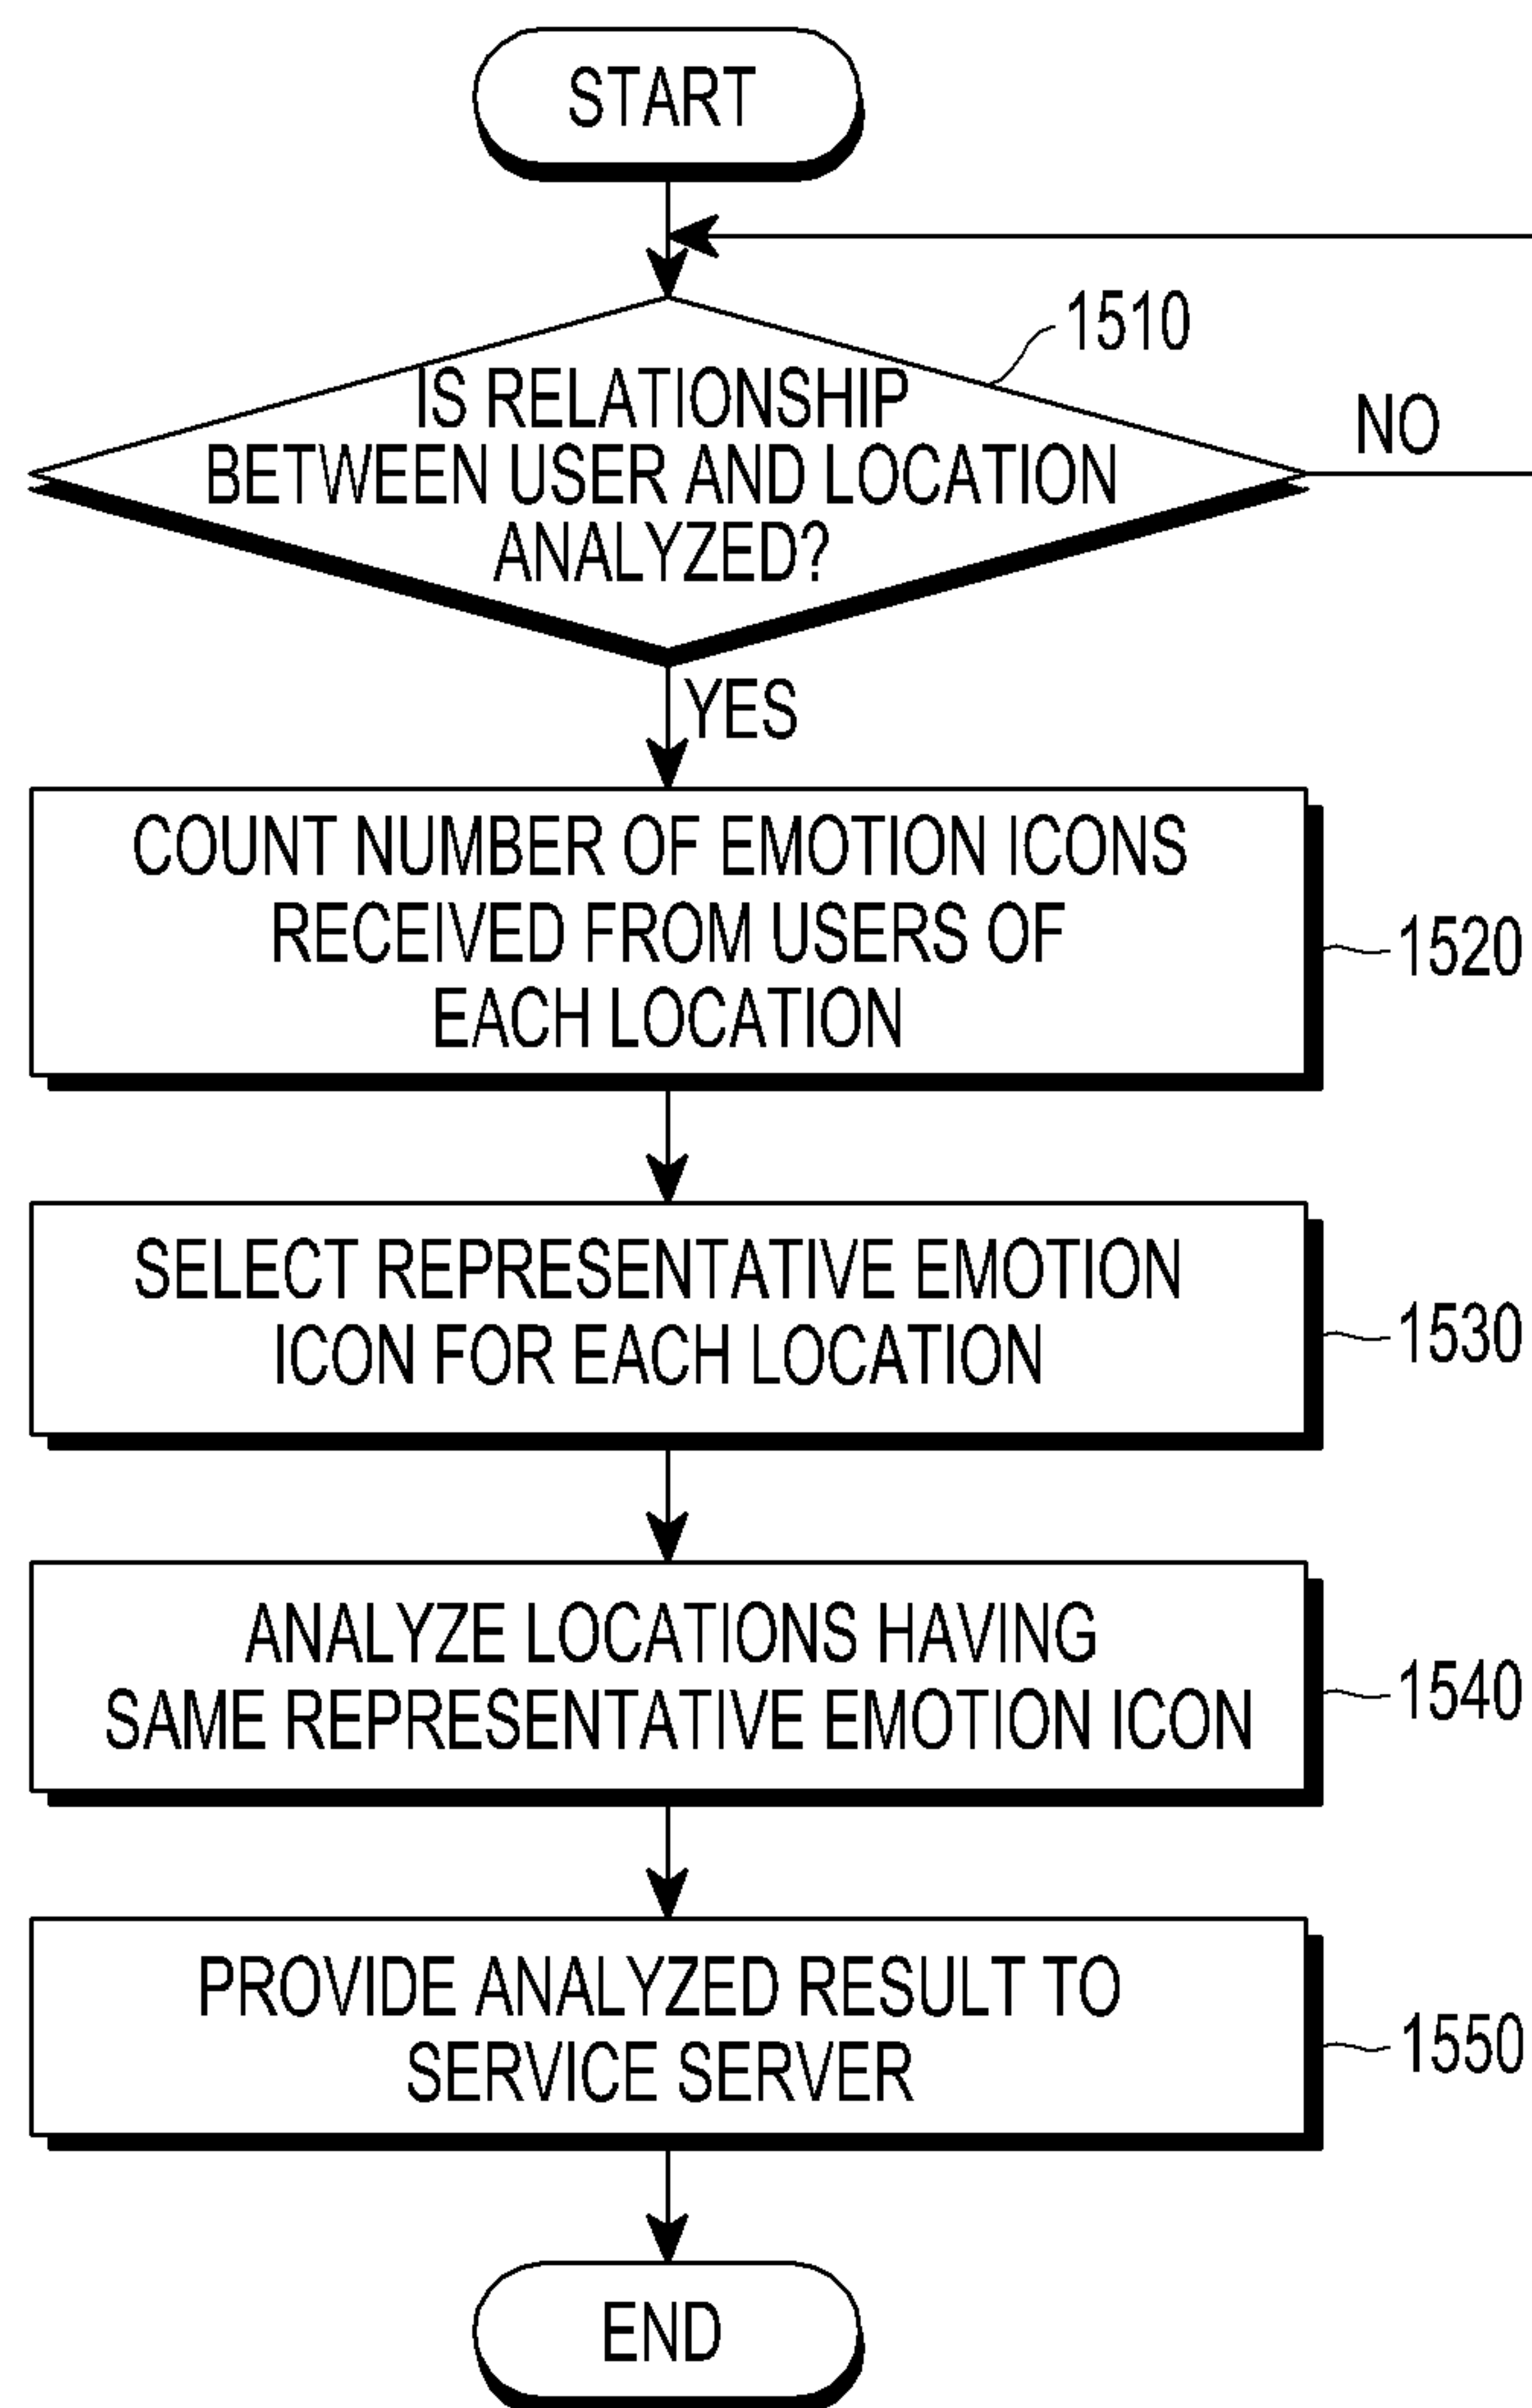 START
1510
IS RELATIONSHIP
BETWEEN USER AND LOCATION
ANALYZED?
NO
YES
COUNT NUMBER OF EMOTION ICONS
RECEIVED FROM USERS OF
EACH LOCATION
1520
SELECT REPRESENTATIVE EMOTION
ICON FOR EACH LOCATION
1530
ANALYZE LOCATIONS HAVING
SAME REPRESENTATIVE EMOTION ICON
1540
PROVIDE ANALYZED RESULT TO
SERVICE SERVER
1550
END